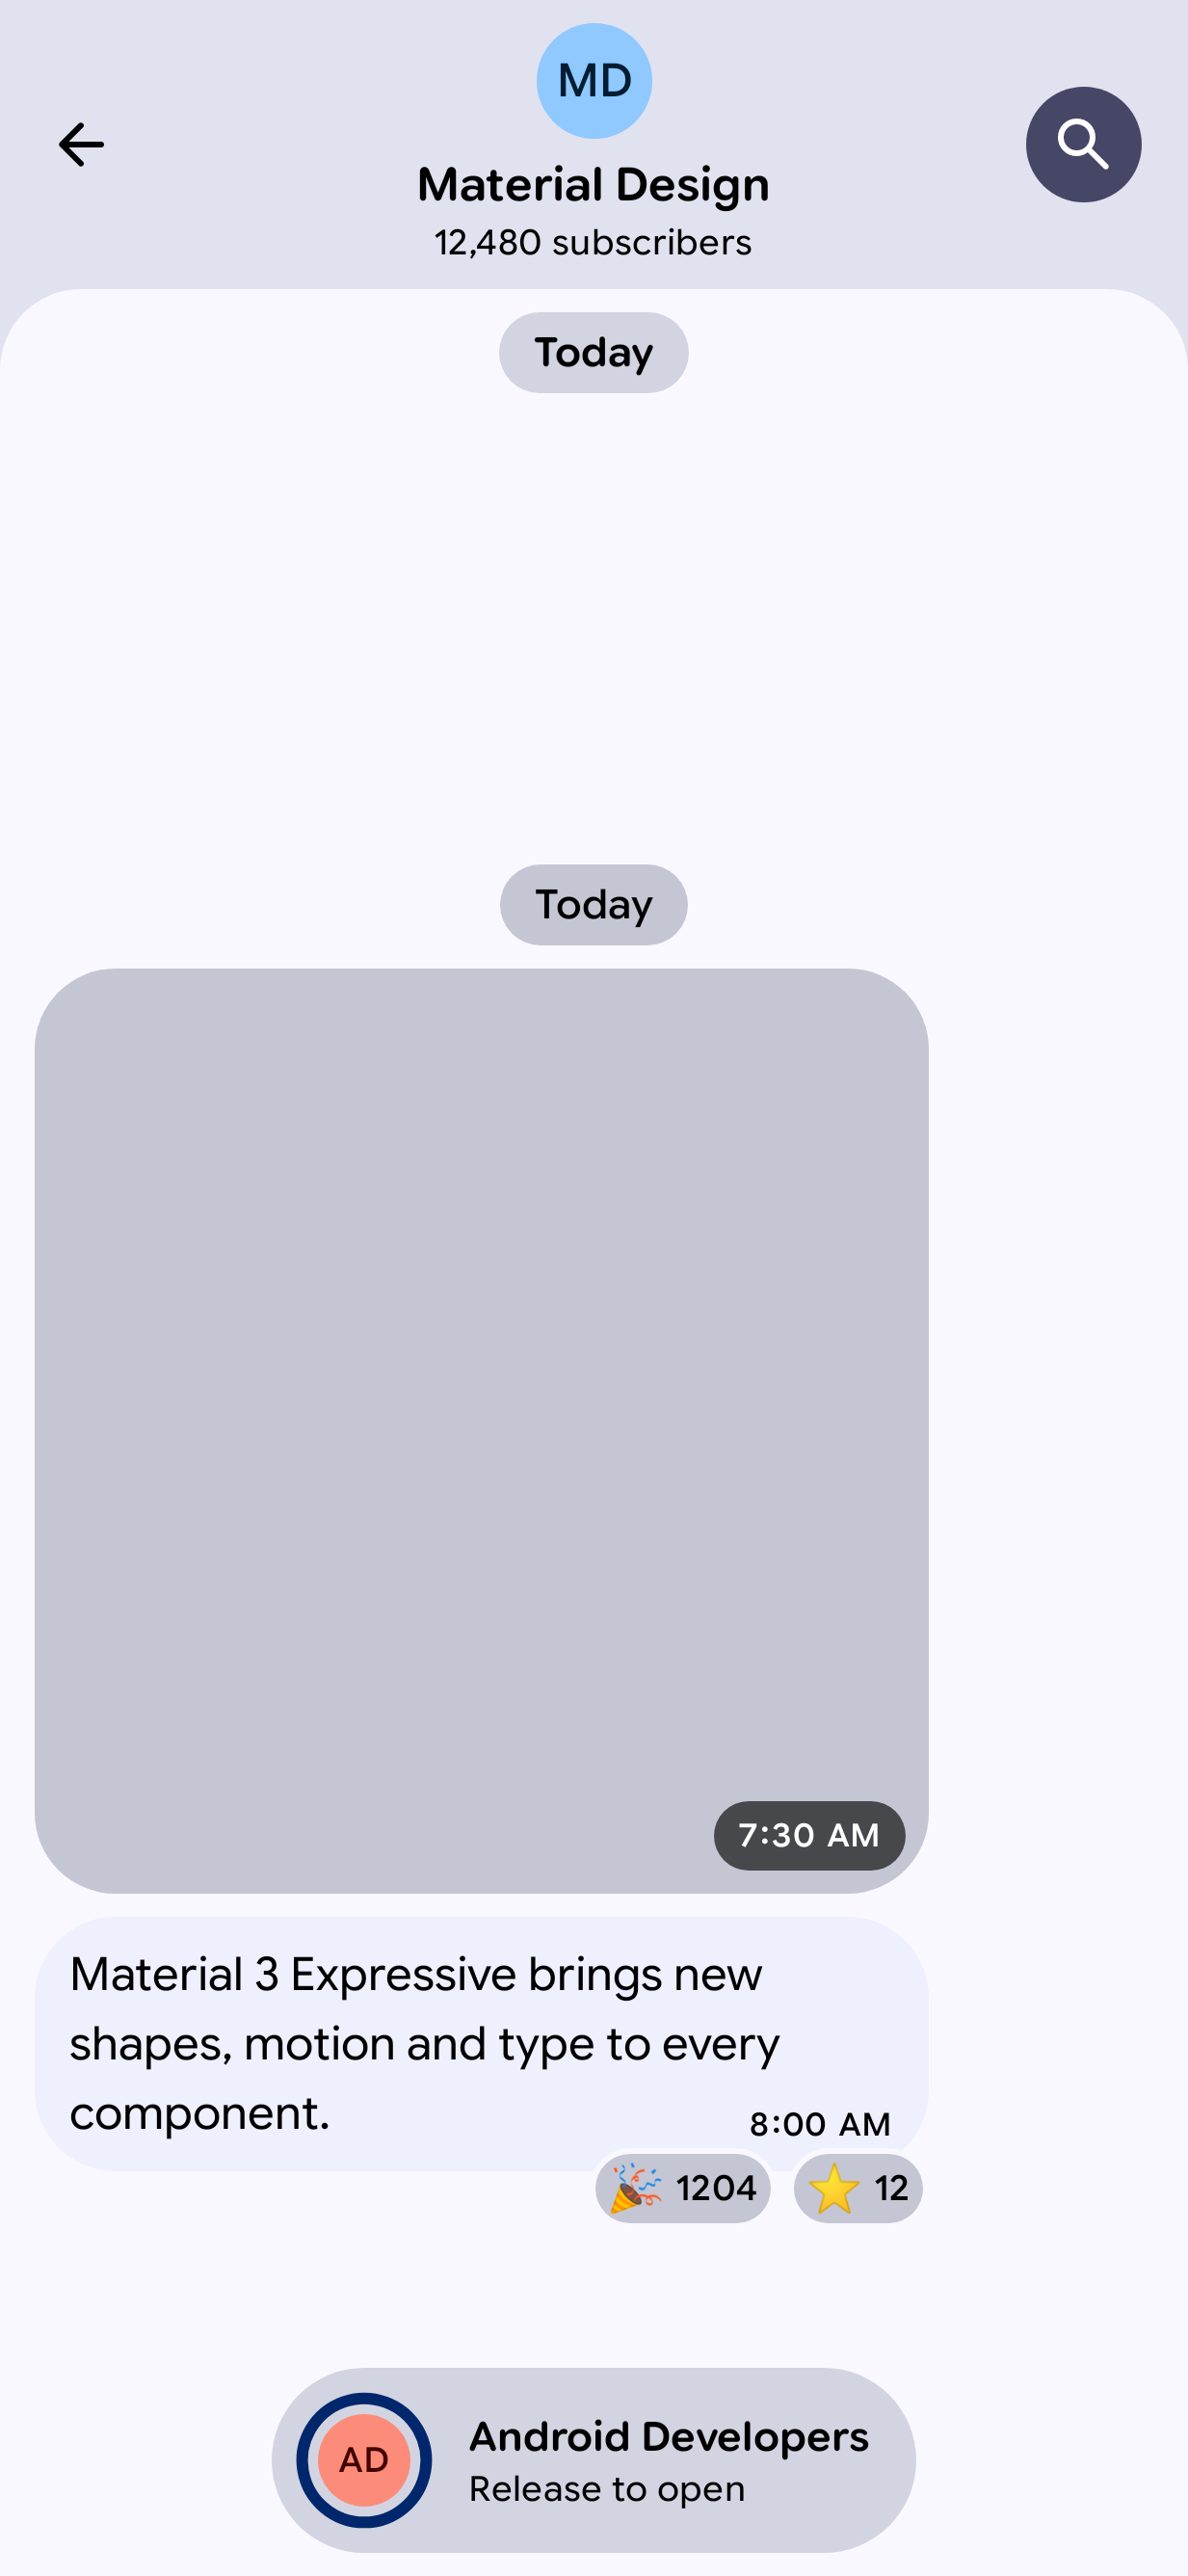 MD
Material Design
12,480 subscribers
Today
Today
7:30 AM
Material 3 Expressive brings new
shapes, motion and type to every
component.
8:00 AM
🎉 1204 ⭐ 12
AD
Android Developers
Release to open